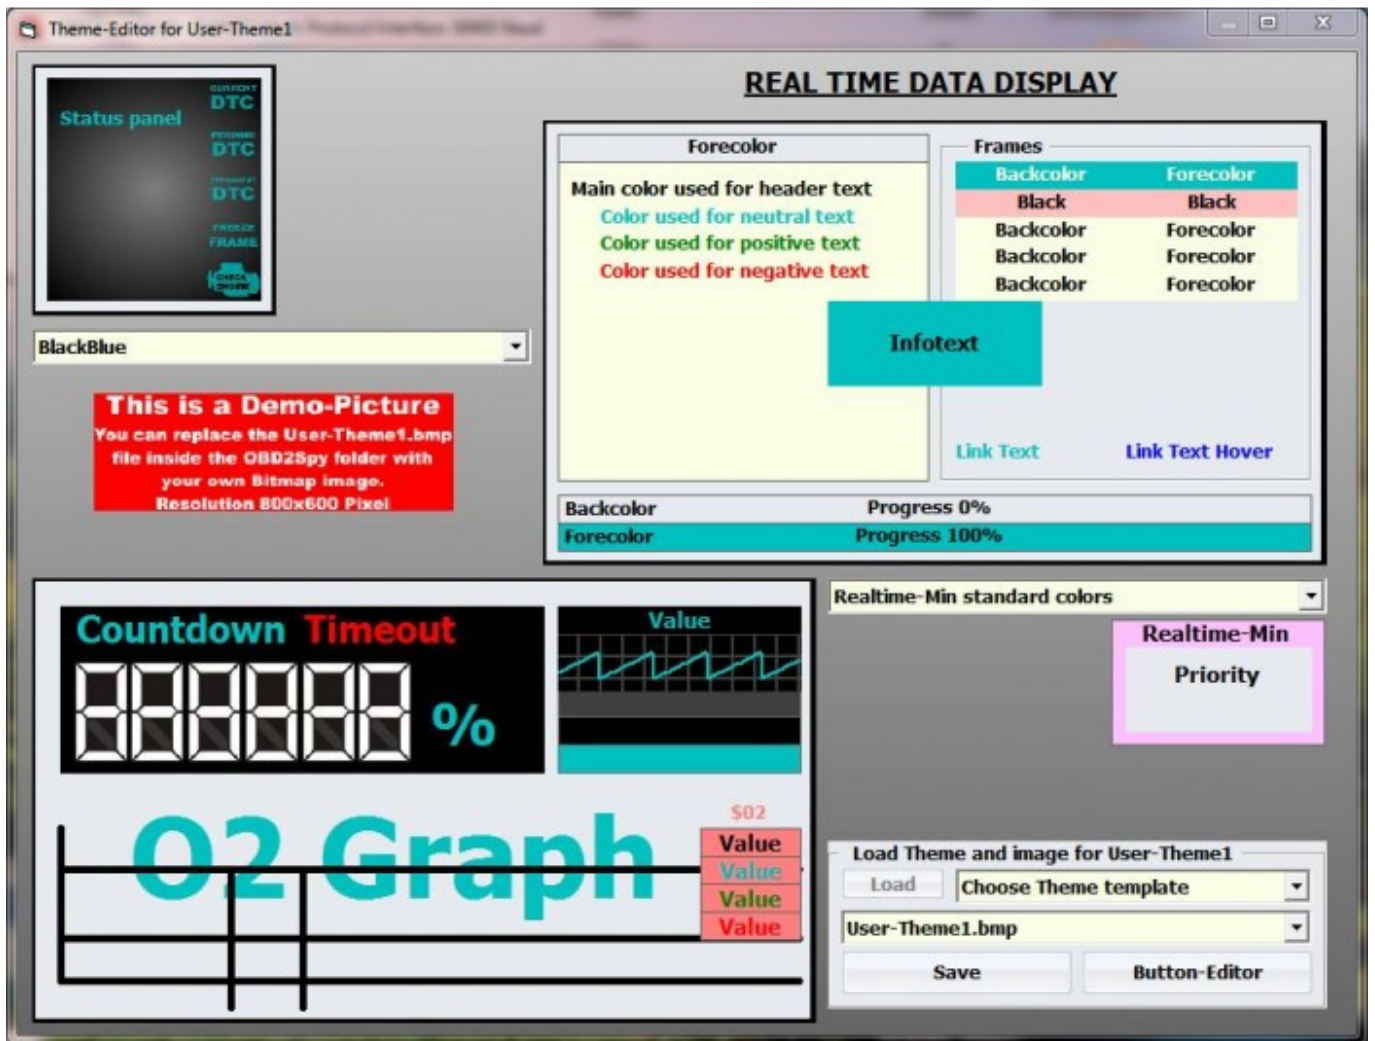 Theme-Editor for User-Theme1
REAL TIME DATA DISPLAY
Status panel
CURRENT
DTC
PENDING
DTC
DTC
FREEZE
FRAME
CHECK
ENGINE
BlackBlue
This is a Demo-Picture
You can replace the User-Theme1.bmp
file inside the OBD2Spy folder with
your own Bitmap image.
Resolution 800x600 Pixel
Forecolor
Main color used for header text
Color used for neutral text
Color used for positive text
Color used for negative text
Frames
Backcolor Forecolor
Black Black
Backcolor Forecolor
Backcolor Forecolor
Backcolor Forecolor
Infotext
Link Text Link Text Hover
Backcolor Progress 0%
Forecolor Progress 100%
Countdown Timeout
%
Value
O2 Graph
$02
Value
Value
Value
Value
Realtime-Min standard colors
Realtime-Min
Priority
Load Theme and image for User-Theme1
Load Choose Theme template
User-Theme1.bmp
Save Button-Editor